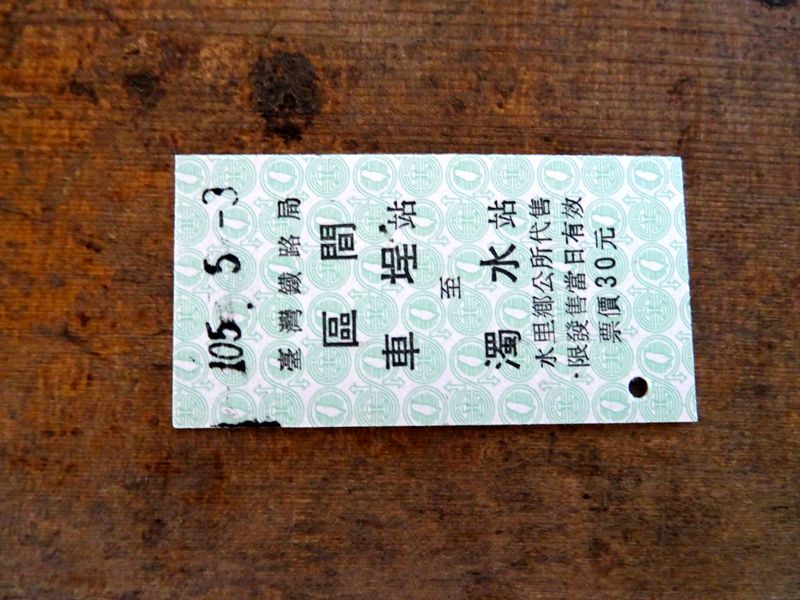 105. 5 -3
臺灣鐵路局
區間
車埕站
至
濁水站
水里鄉公所代售
·限發售當日有效
票價30元